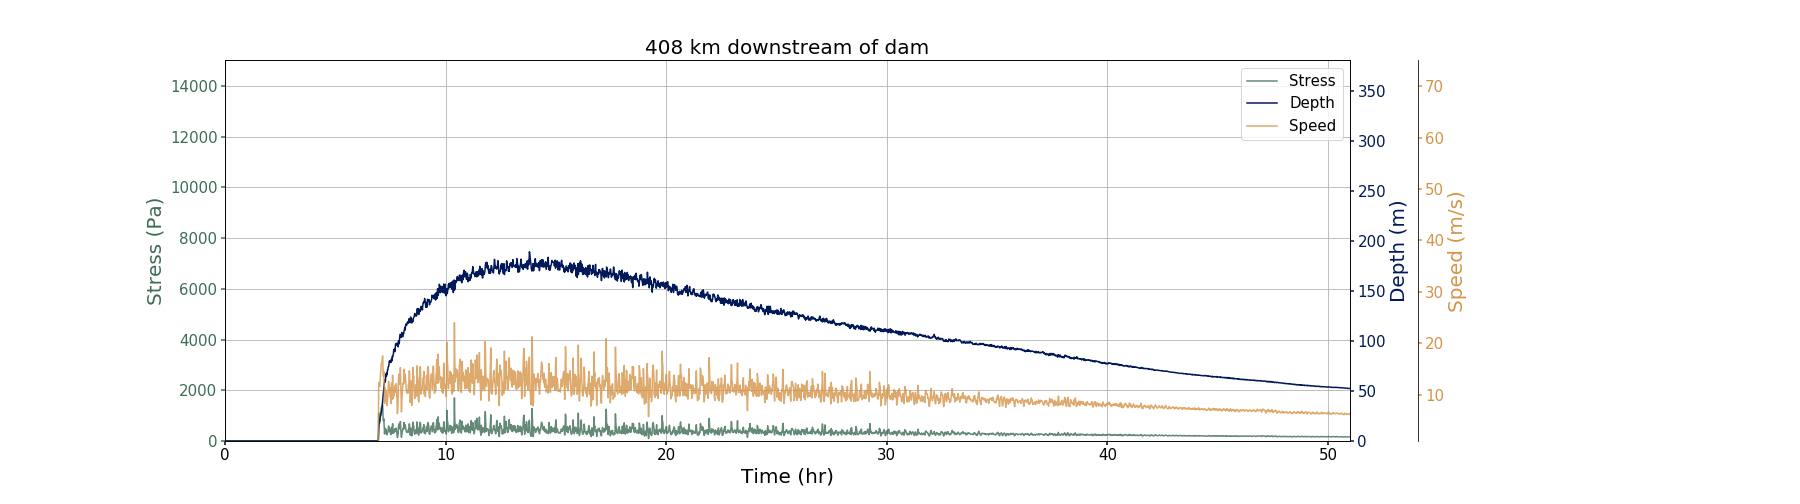 408 km downstream of dam
Stress (Pa)
14000
12000
10000
8000
6000
4000
2000
0
Stress
Depth
Speed
350
300
250
200
150
100
50
0
Depth (m)
70
60
50
40
30
20
10
Speed (m/s)
0 10 20 30 40 50
Time (hr)